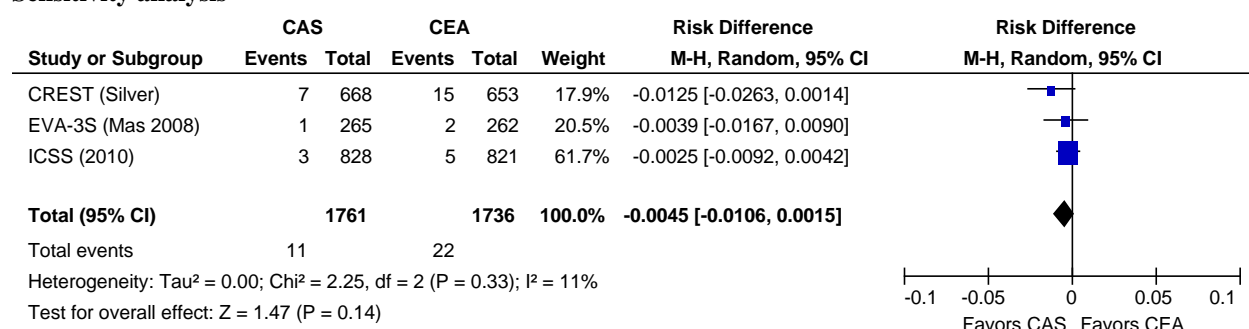 Sensitivity analysis
CAS CEA Risk Difference Risk Difference
Study or Subgroup Events Total Events Total Weight M-H, Random, 95% CI M-H, Random, 95% CI
CREST (Silver) 7 668 15 653 17.9% -0.0125 [-0.0263, 0.0014]
EVA-3S (Mas 2008) 1 265 2 262 20.5% -0.0039 [-0.0167, 0.0090]
ICSS (2010) 3 828 5 821 61.7% -0.0025 [-0.0092, 0.0042]
Total (95% CI) 1761 1736 100.0% -0.0045 [-0.0106, 0.0015]
Total events 11 22
Heterogeneity: Tau² = 0.00; Chi² = 2.25, df = 2 (P = 0.33); I² = 11%
Test for overall effect: Z = 1.47 (P = 0.14)
-0.1 -0.05 0 0.05 0.1
Favors CAS Favors CEA